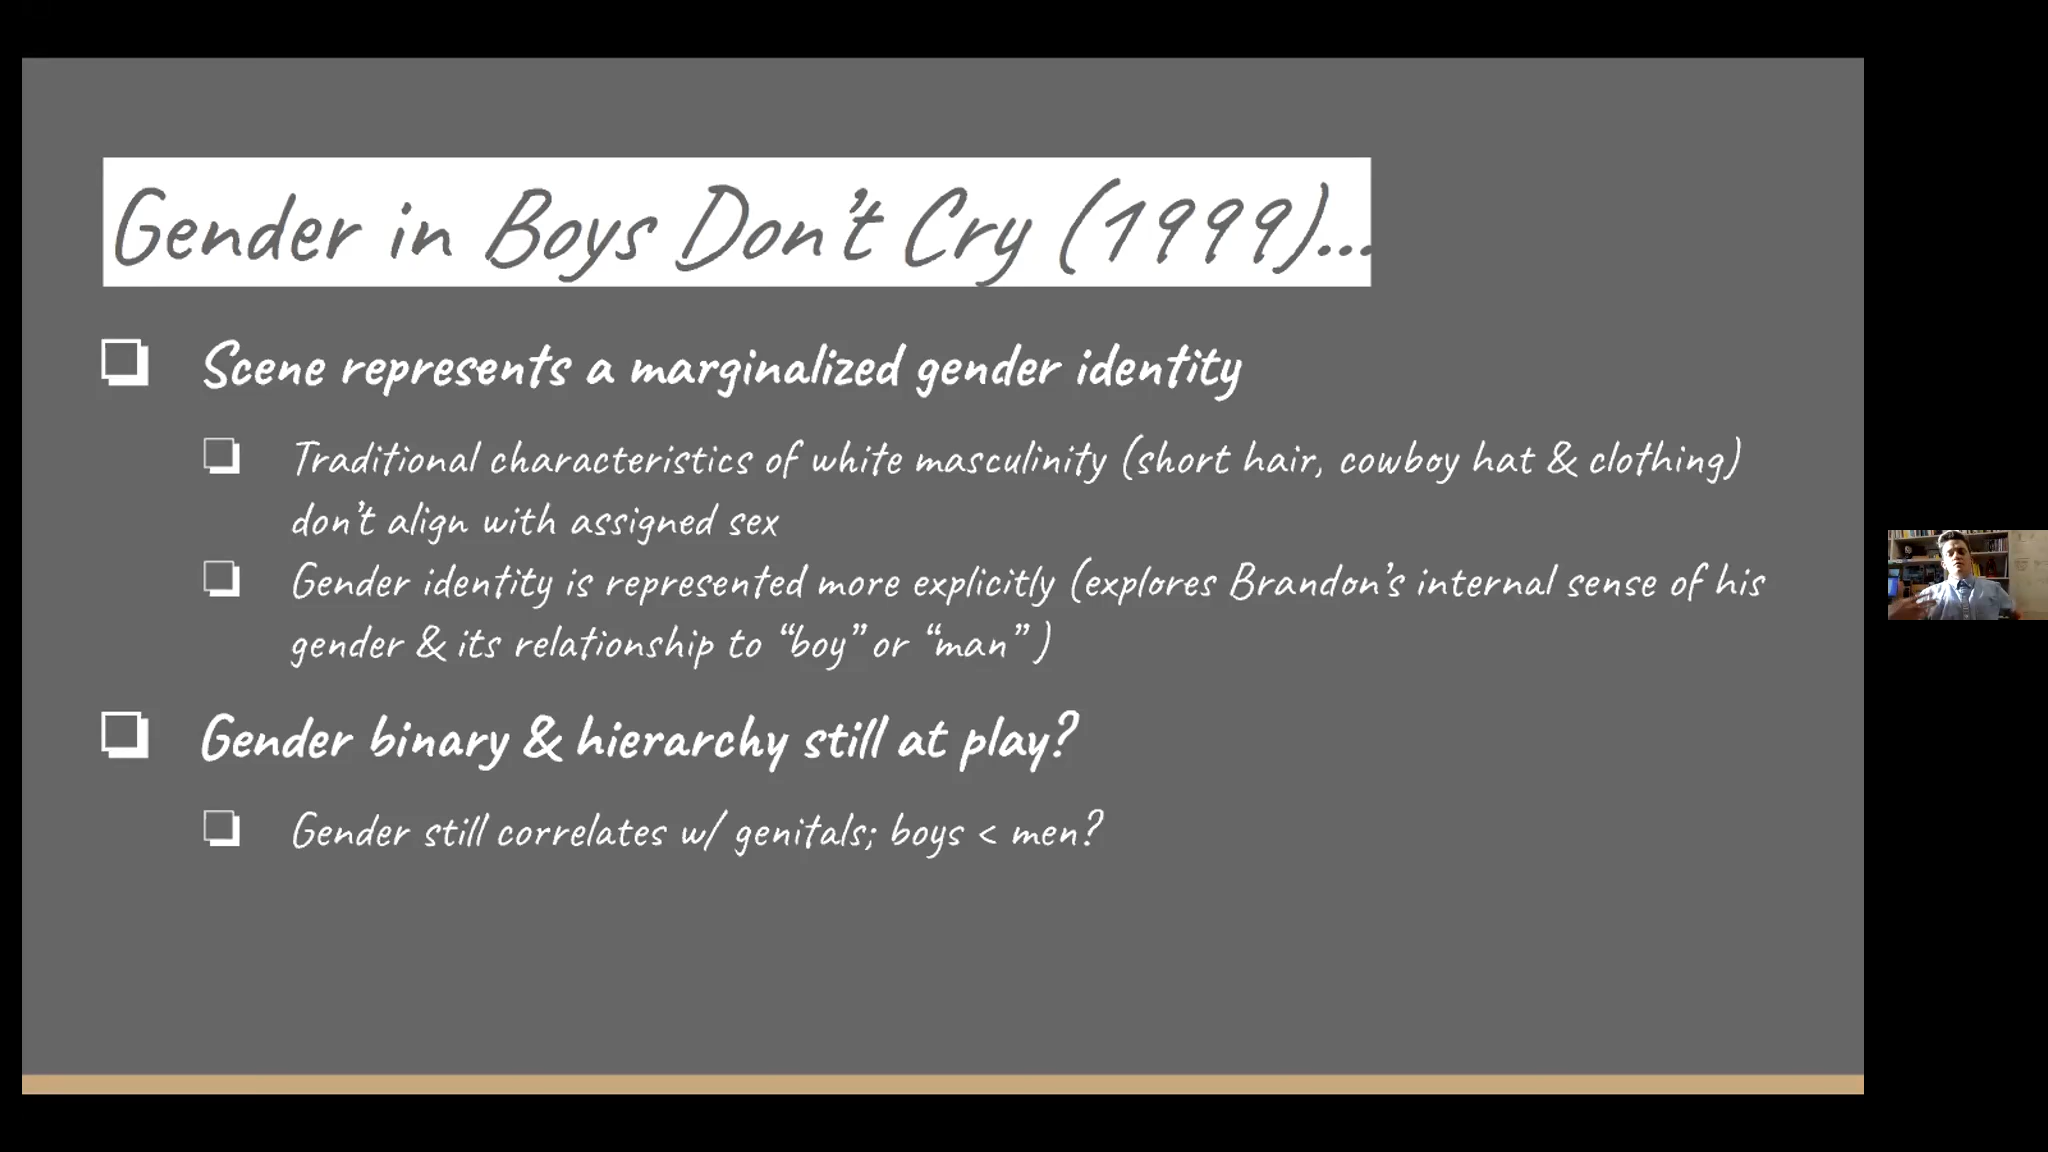 Gender in Boys Don't Cry (1999)...
Scene represents a marginalized gender identity
Traditional characteristics of white masculinity (short hair, cowboy hat & clothing)
don't align with assigned sex
Gender identity is represented more explicitly (explores Brandon's internal sense of his
gender & its relationship to “boy” or “man” )
Gender binary & hierarchy still at play?
Gender still correlates w/ genitals; boys < men?